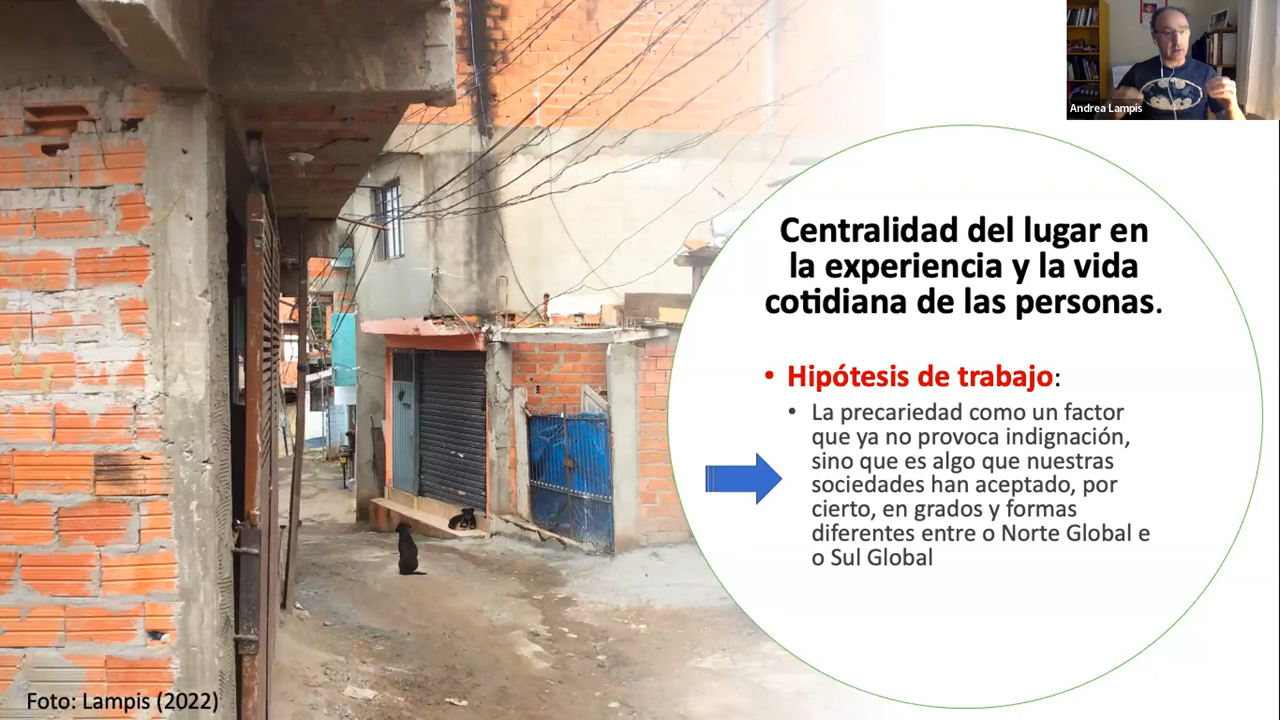 Andrea Lampis
Centralidad del lugar en
la experiencia y la vida
cotidiana de las personas.
• Hipótesis de trabajo:
• La precariedad como un factor
que ya no provoca indignación,
sino que es algo que nuestras
sociedades han aceptado, por
cierto, en grados y formas
diferentes entre o Norte Global e
o Sul Global
Foto: Lampis (2022)